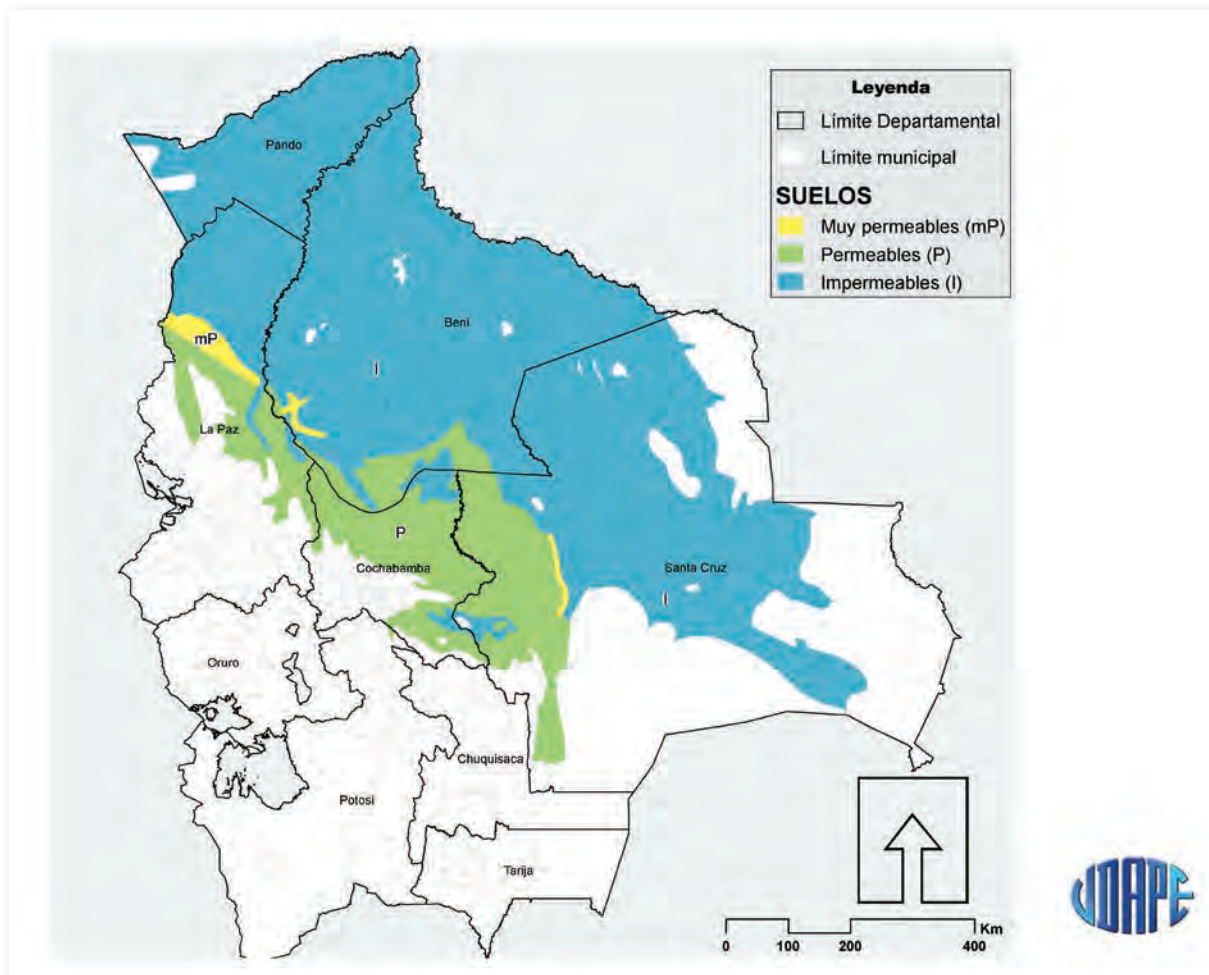 Leyenda
Límite Departamental
Límite municipal
SUELOS
Muy permeables (mP)
Permeables (P)
Impermeables (I)
Pando
Beni
mP
I
La Paz
P
Cochabamba
Santa Cruz
I
Oruro
Chuquisaca
Potosi
Tarija
Km
0 100 200 400
UDAPE